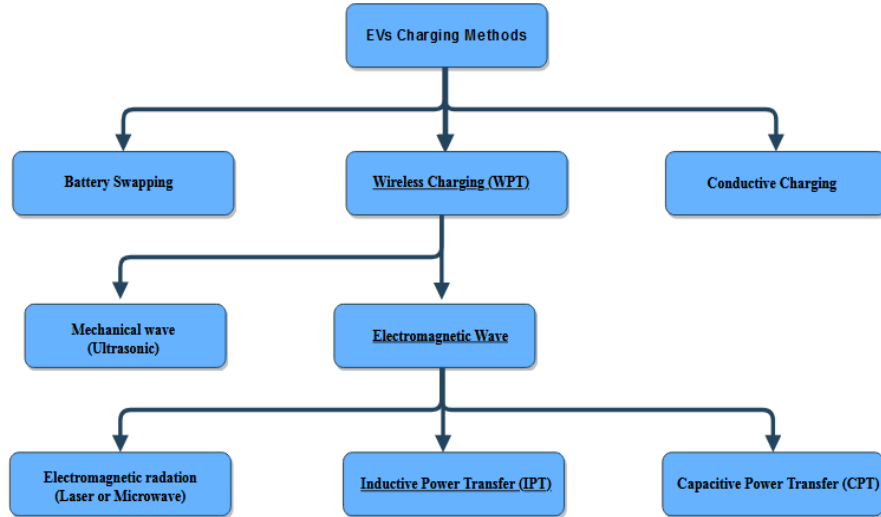 EVs Charging Methods
Battery Swapping
Wireless Charging (WPT)
Conductive Charging
Mechanical wave
(Ultrasonic)
Electromagnetic Wave
Electromagnetic radation
(Laser or Microwave)
Inductive Power Transfer (IPT)
Capacitive Power Transfer (CPT)